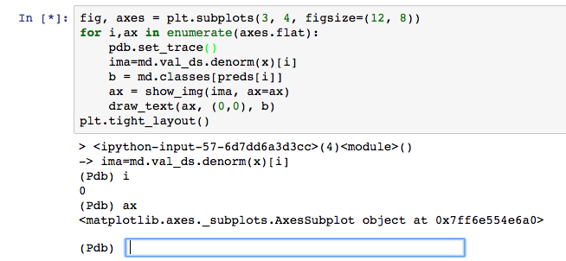 In [*]: fig, axes = plt.subplots(3, 4, figsize=(12, 8))
for i,ax in enumerate(axes.flat):
    pdb.set_trace()
    ima=md.val_ds.denorm(x)[i]
    b = md.classes[preds[i]]
    ax = show_img(ima, ax=ax)
    draw_text(ax, (0,0), b)
plt.tight_layout()
> <ipython-input-57-6d7dd6a3d3cc>(4)<module>()
-> ima=md.val_ds.denorm(x)[i]
(Pdb) i
0
(Pdb) ax
<matplotlib.axes._subplots.AxesSubplot object at 0x7ff6e554e6a0>
(Pdb)